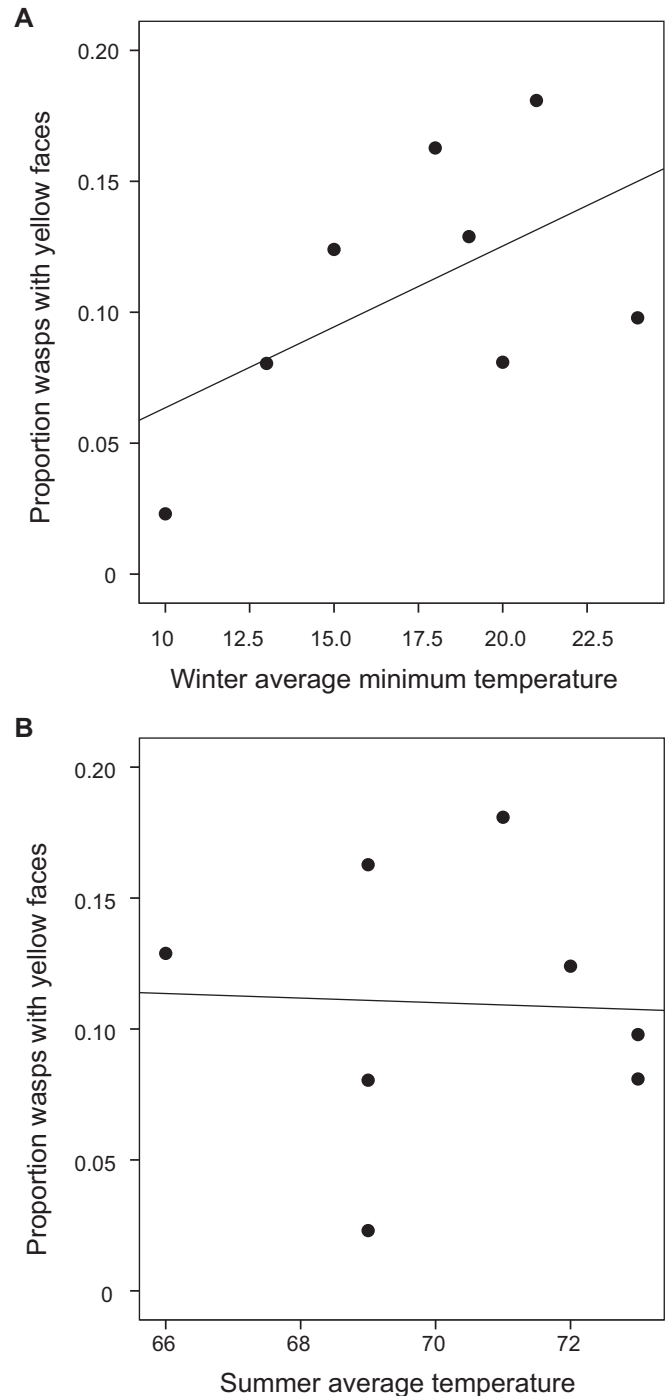 A
0.20
0.15
0.10
0.05
0
Proportion wasps with yellow faces
10 12.5 15.0 17.5 20.0 22.5
Winter average minimum temperature
B
0.20
0.15
0.10
0.05
0
Proportion wasps with yellow faces
66 68 70 72
Summer average temperature